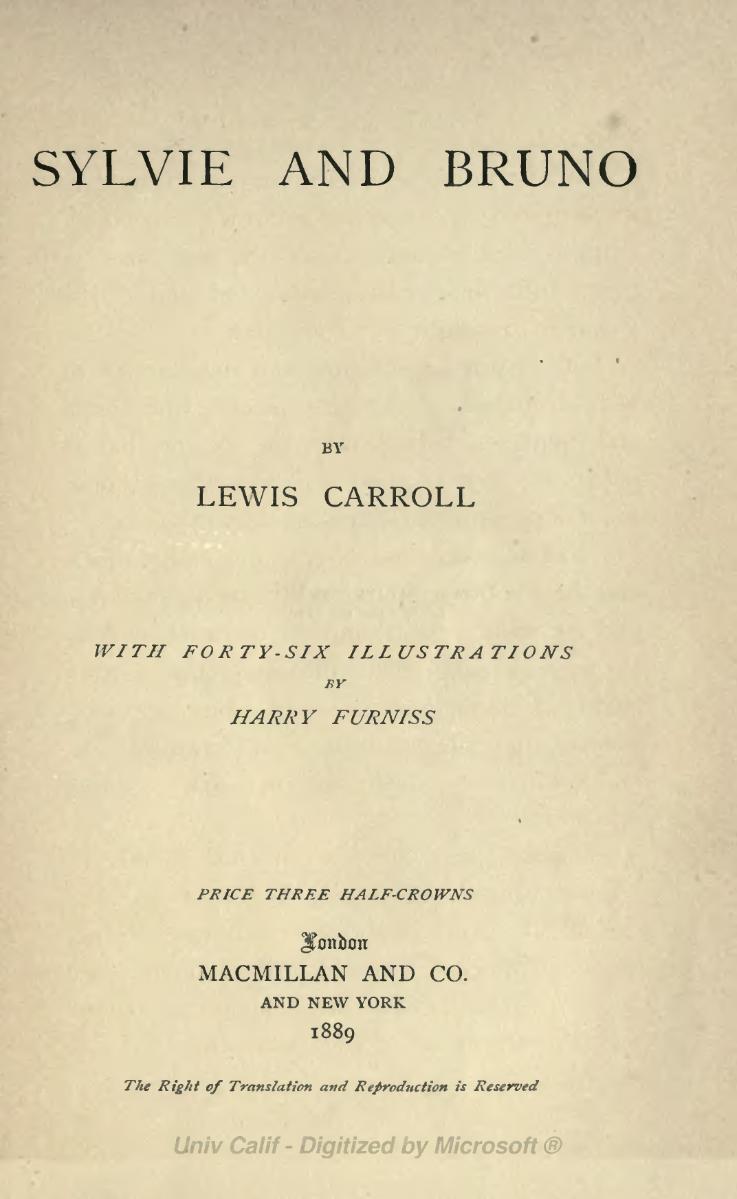 SYLVIE AND BRUNO
BY
LEWIS CARROLL
WITH FORTY-SIX ILLUSTRATIONS
BY
HARRY FURNISS
PRICE THREE HALF-CROWNS
London
MACMILLAN AND CO.
AND NEW YORK
1889
The Right of Translation and Reproduction is Reserved
Univ Calif - Digitized by Microsoft ®